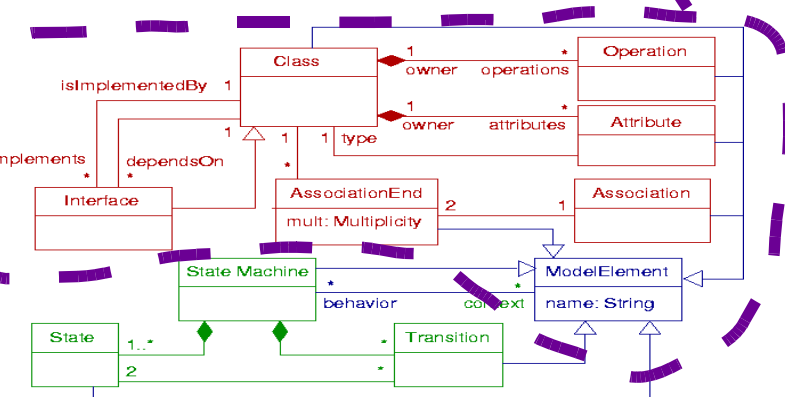 Class
1
*
Operation
owner
operations
isImplementedBy
1
1
*
Attribute
owner
attributes
1
1
1
type
mplements
*
dependsOn
*
*
Interface
AssociationEnd
2
1
Association
mult: Multiplicity
State Machine
*
behavior
*
context
ModelElement
name: String
State
1..*
*
Transition
2
*